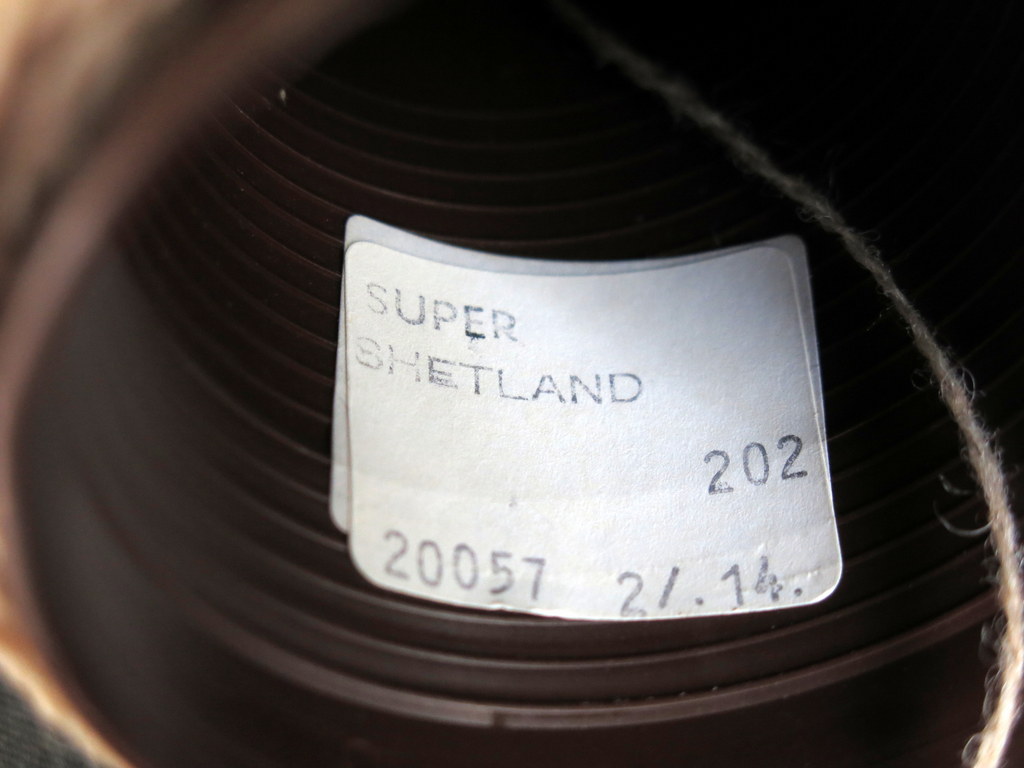 SUPER
SHETLAND
202
20057 2/.14.